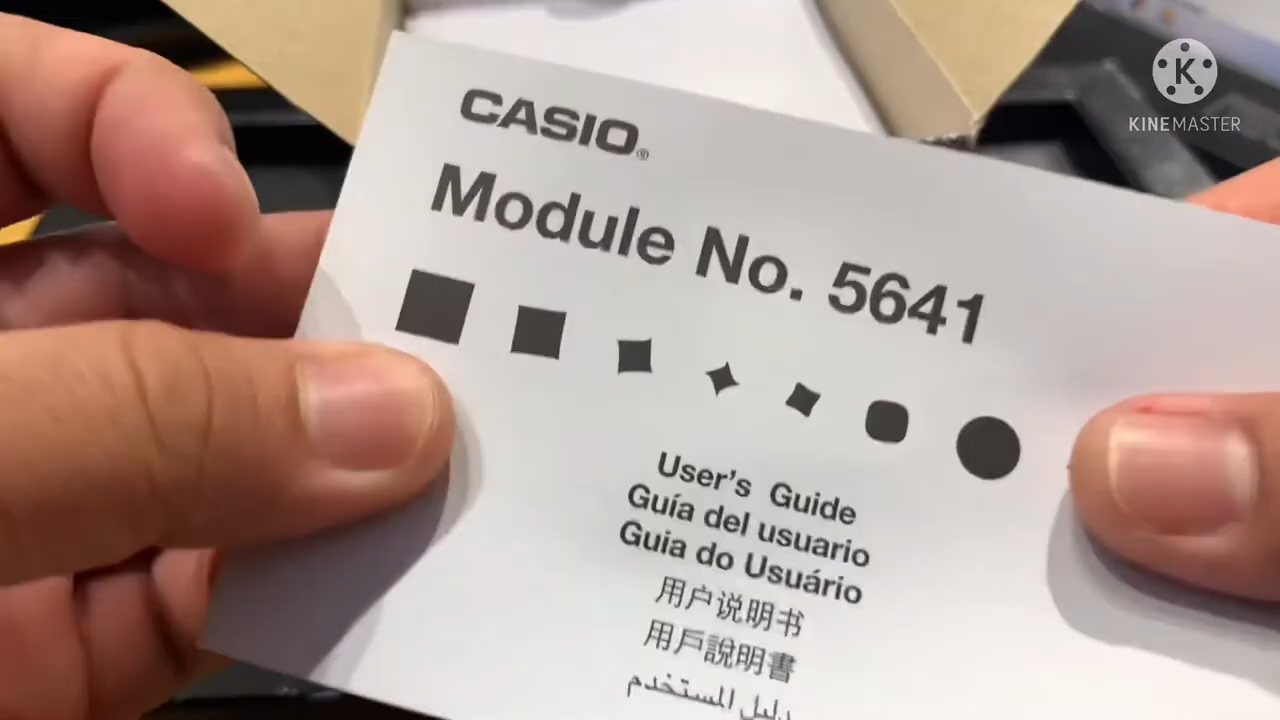 CASIO®
Module No. 5641
User's Guide
Guía del usuario
Guia do Usuário
用户说明书
用戶說明書
دليل المستخدم
K
KINEMASTER